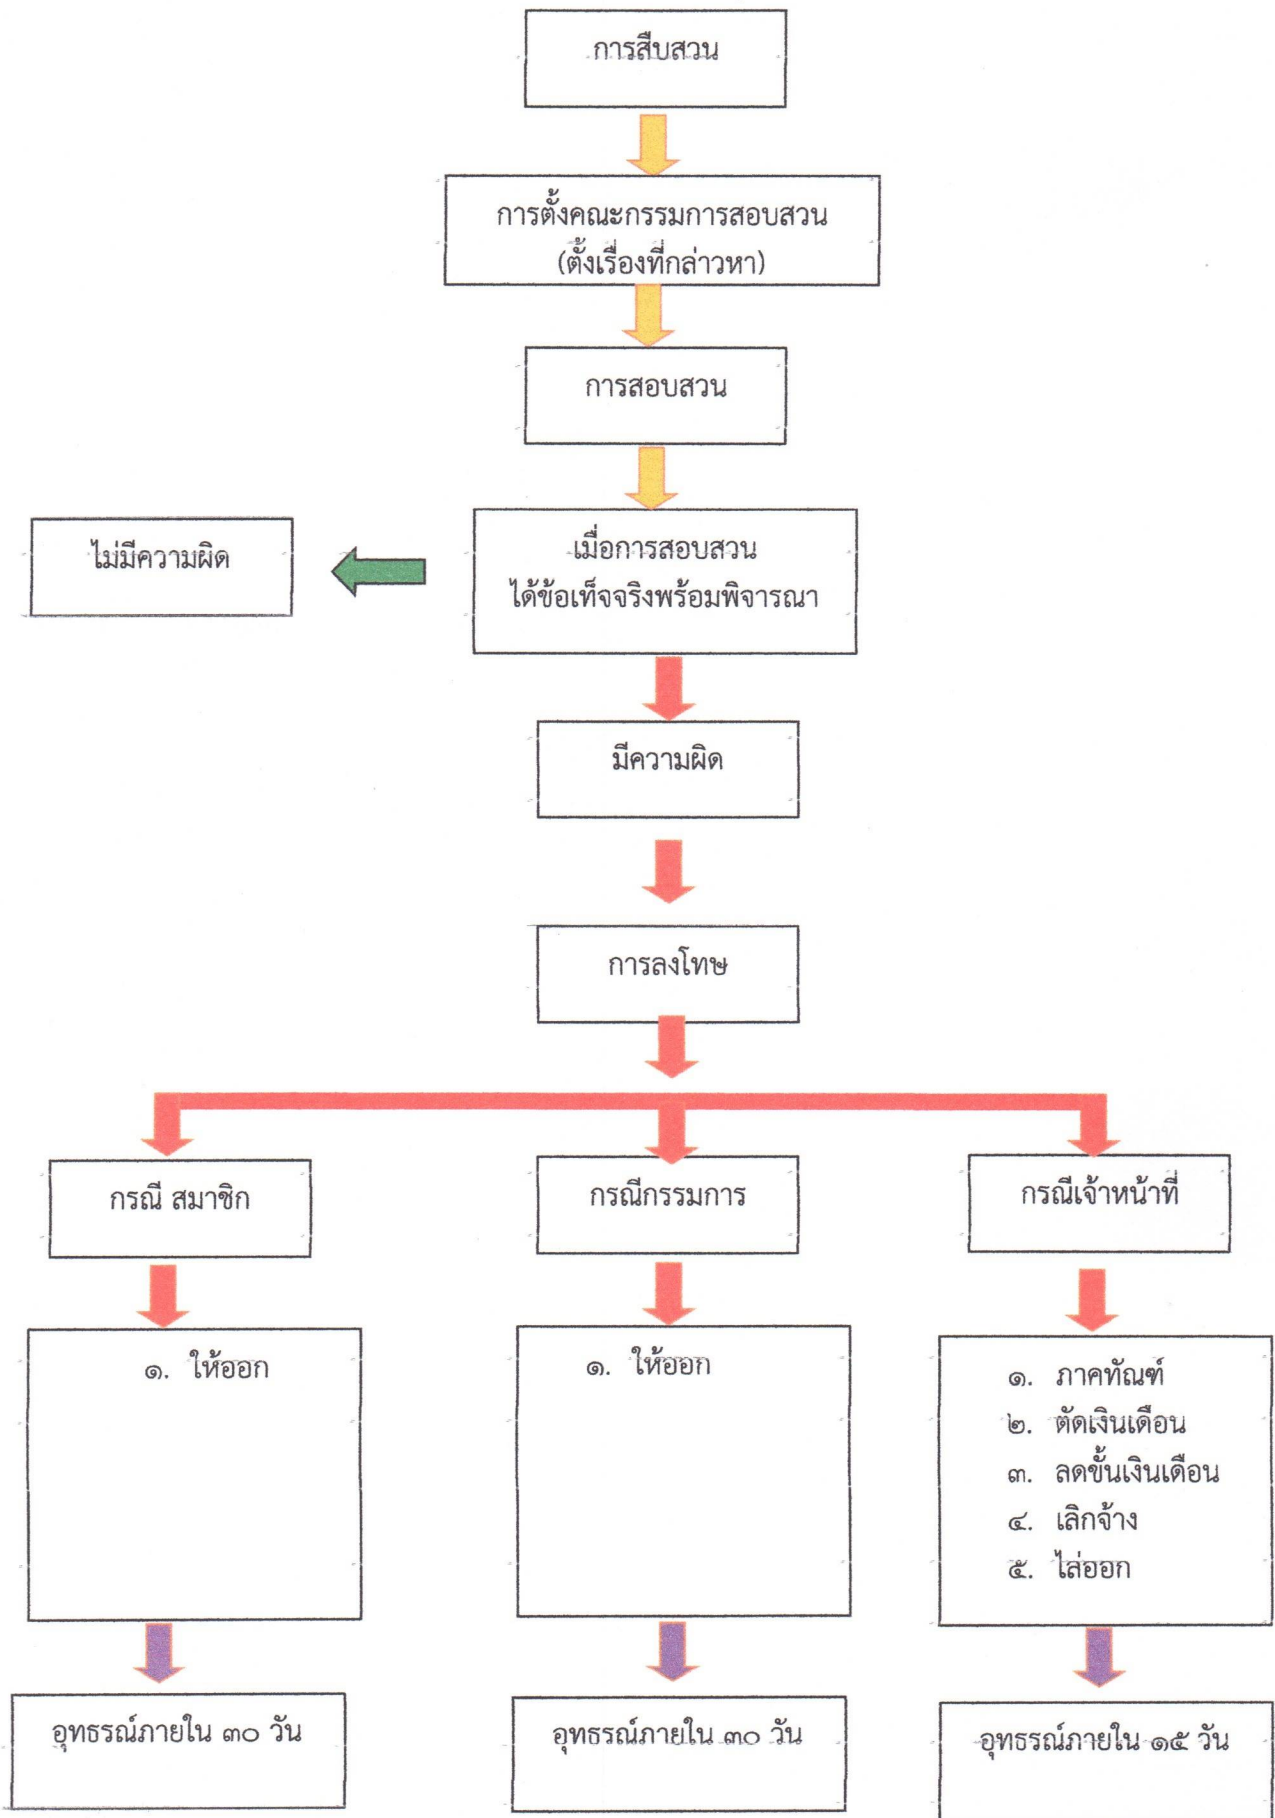 การสืบสวน
การตั้งคณะกรรมการสอบสวน
(ตั้งเรื่องที่กล่าวหา)
การสอบสวน
ไม่มีความผิด
เมื่อการสอบสวน
ได้ข้อเท็จจริงพร้อมพิจารณา
มีความผิด
การลงโทษ
กรณี สมาชิก
กรณีกรรมการ
กรณีเจ้าหน้าที่
๑. ให้ออก
๑. ให้ออก
๑. ภาคทัณฑ์
๒. ตัดเงินเดือน
๓. ลดขั้นเงินเดือน
๔. เลิกจ้าง
๕. ไล่ออก
อุทธรณ์ภายใน ๓๐ วัน
อุทธรณ์ภายใน ๓๐ วัน
อุทธรณ์ภายใน ๑๕ วัน